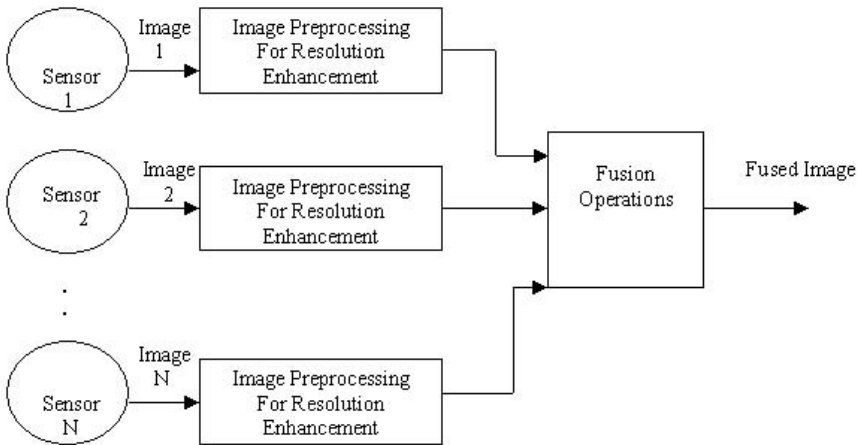 Sensor
1
Image
1
Image Preprocessing
For Resolution
Enhancement
Sensor
2
Image
2
Image Preprocessing
For Resolution
Enhancement
Fusion
Operations
Fused Image
.
.
Sensor
N
Image
N
Image Preprocessing
For Resolution
Enhancement